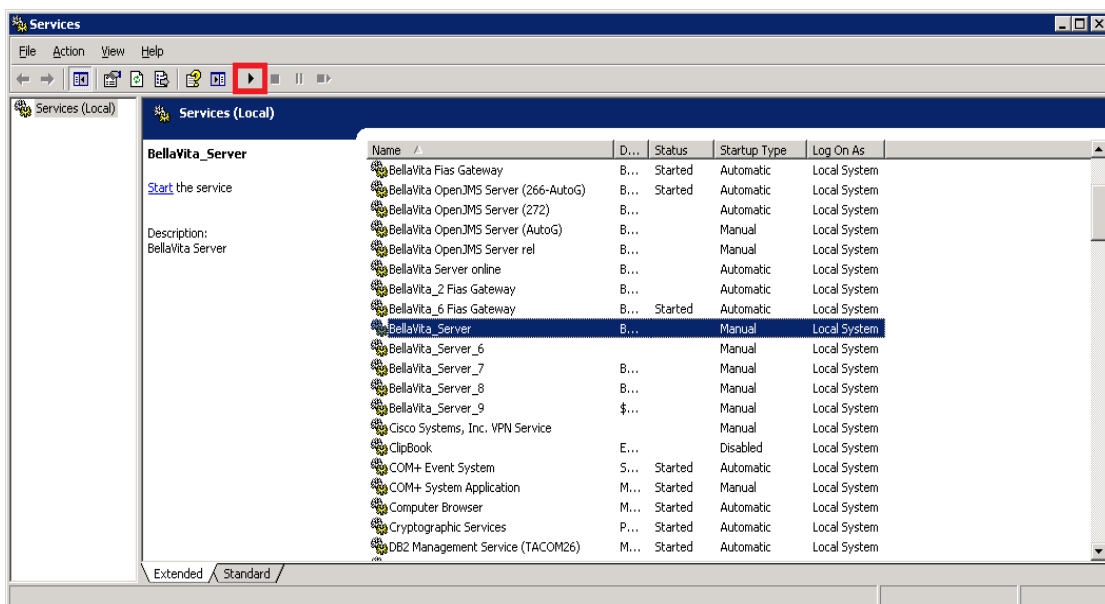 Services
File Action View Help
Services (Local)
Services (Local)
BellaVita_Server
Start the service
Description:
BellaVita Server
Name D... Status Startup Type Log On As
BellaVita Fias Gateway B... Started Automatic Local System
BellaVita OpenJMS Server (266-AutoG) B... Started Automatic Local System
BellaVita OpenJMS Server (272) B... Automatic Local System
BellaVita OpenJMS Server (AutoG) B... Manual Local System
BellaVita OpenJMS Server rel B... Manual Local System
BellaVita Server online B... Automatic Local System
BellaVita_2 Fias Gateway B... Automatic Local System
BellaVita_6 Fias Gateway B... Started Automatic Local System
BellaVita_Server B... Manual Local System
BellaVita_Server_6 Manual Local System
BellaVita_Server_7 B... Manual Local System
BellaVita_Server_8 B... Manual Local System
BellaVita_Server_9 $... Manual Local System
Cisco Systems, Inc. VPN Service Manual Local System
ClipBook E... Disabled Local System
COM+ Event System S... Started Automatic Local System
COM+ System Application M... Started Manual Local System
Computer Browser M... Started Automatic Local System
Cryptographic Services P... Started Automatic Local System
DB2 Management Service (TACOM26) M... Started Automatic Local System
Extended Standard